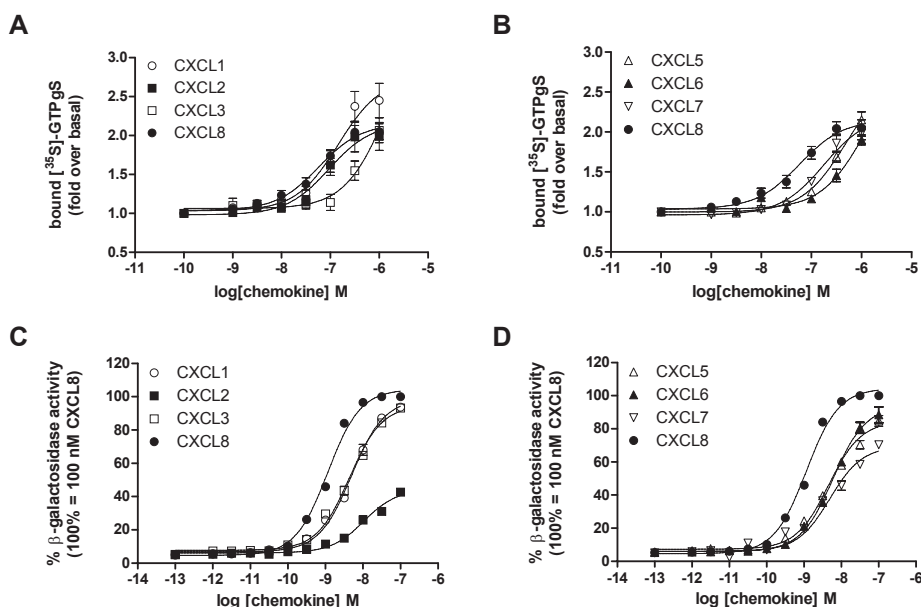 A
bound [35S]-GTPgS
(fold over basal)
2.5
3.0
2.0
1.5
1.0
0.5
CXCL1
CXCL2
CXCL3
CXCL8
-11 -10 -9 -8 -7 -6 -5
log[chemokine] M
B
bound [35S]-GTPgS
(fold over basal)
3.0
2.5
2.0
1.5
1.0
0.5
CXCL5
CXCL6
CXCL7
CXCL8
-11 -10 -9 -8 -7 -6 -5
log[chemokine] M
C
% β-galactosidase activity
(100% = 100 nM CXCL8)
120
100
80
60
40
20
0
CXCL1
CXCL2
CXCL3
CXCL8
-14 -13 -12 -11 -10 -9 -8 -7 -6
log [chemokine] M
D
% β-galactosidase activity
(100% = 100 nM CXCL8)
120
100
80
60
40
20
0
CXCL5
CXCL6
CXCL7
CXCL8
-14 -13 -12 -11 -10 -9 -8 -7 -6
log [chemokine] M